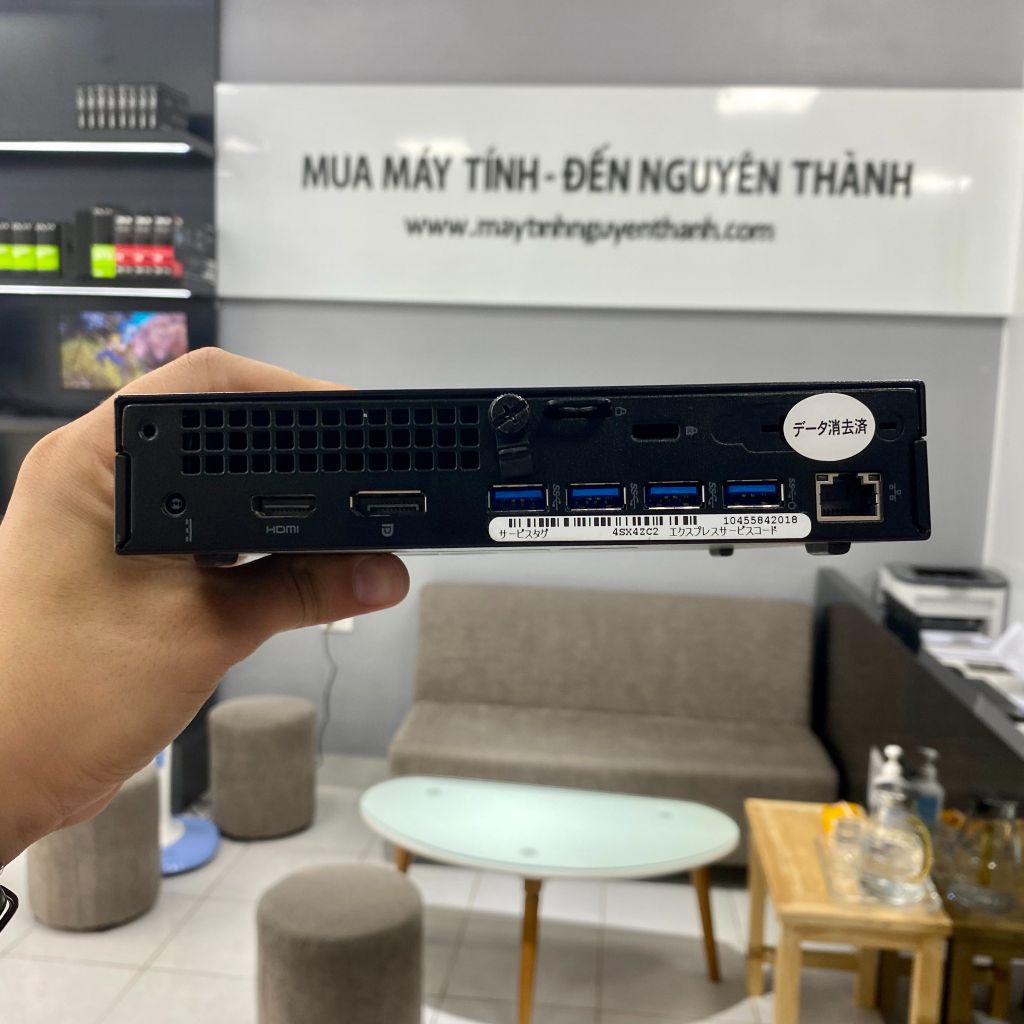 MUA MÁY TÍNH - ĐẾN NGUYÊN THÀNH
www.maytinhnguyenthanh.com
データ消去済
HDMI
10455842018
サービスタグ 4SX4ZC2 エクスプレスサービスコード